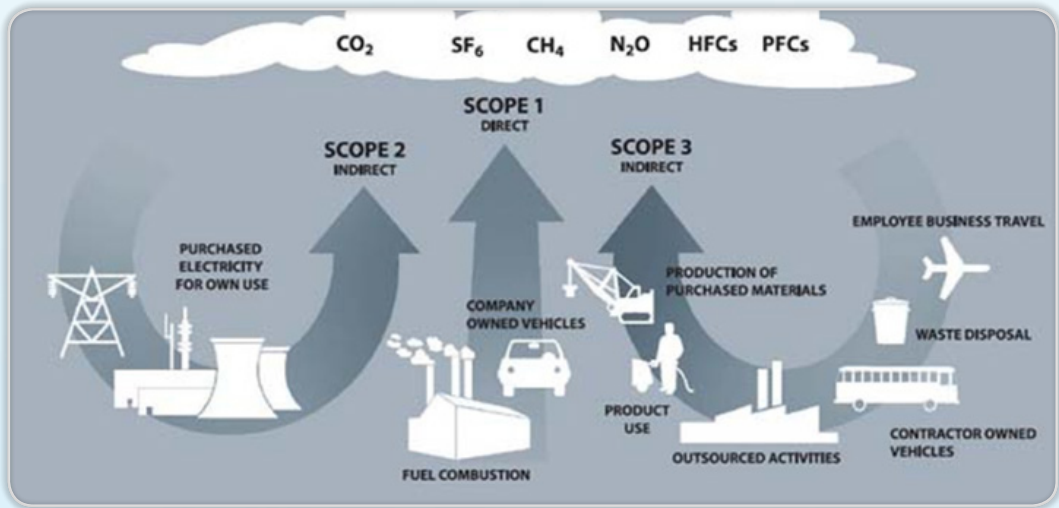 CO₂ SF₆ CH₄ N₂O HFCs PFCs
SCOPE 1
DIRECT
SCOPE 2
INDIRECT
SCOPE 3
INDIRECT
PURCHASED
ELECTRICITY
FOR OWN USE
COMPANY
OWNED VEHICLES
FUEL COMBUSTION
PRODUCTION OF
PURCHASED MATERIALS
PRODUCT
USE
OUTSOURCED ACTIVITIES
EMPLOYEE BUSINESS TRAVEL
WASTE DISPOSAL
CONTRACTOR OWNED
VEHICLES